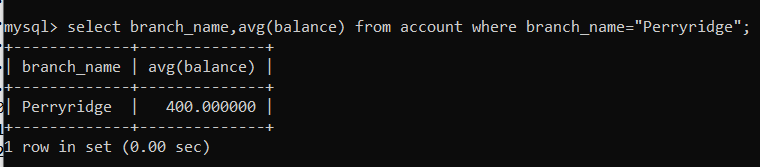 mysql> select branch_name,avg(balance) from account where branch_name="Perryridge";
+-------------+--------------+
| branch_name | avg(balance) |
+-------------+--------------+
| Perryridge  |   400.000000 |
+-------------+--------------+
1 row in set (0.00 sec)